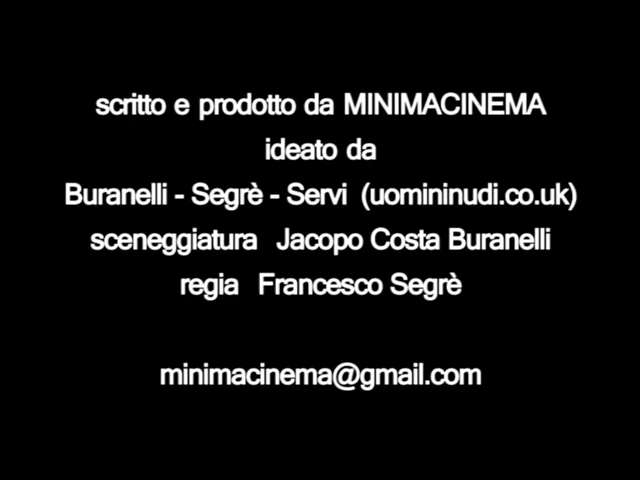 scritto e prodotto da MINIMACINEMA
ideato da
Buranelli - Segrè - Servi (uomininudi.co.uk)
sceneggiatura Jacopo Costa Buranelli
regia Francesco Segrè
minimacinema@gmail.com